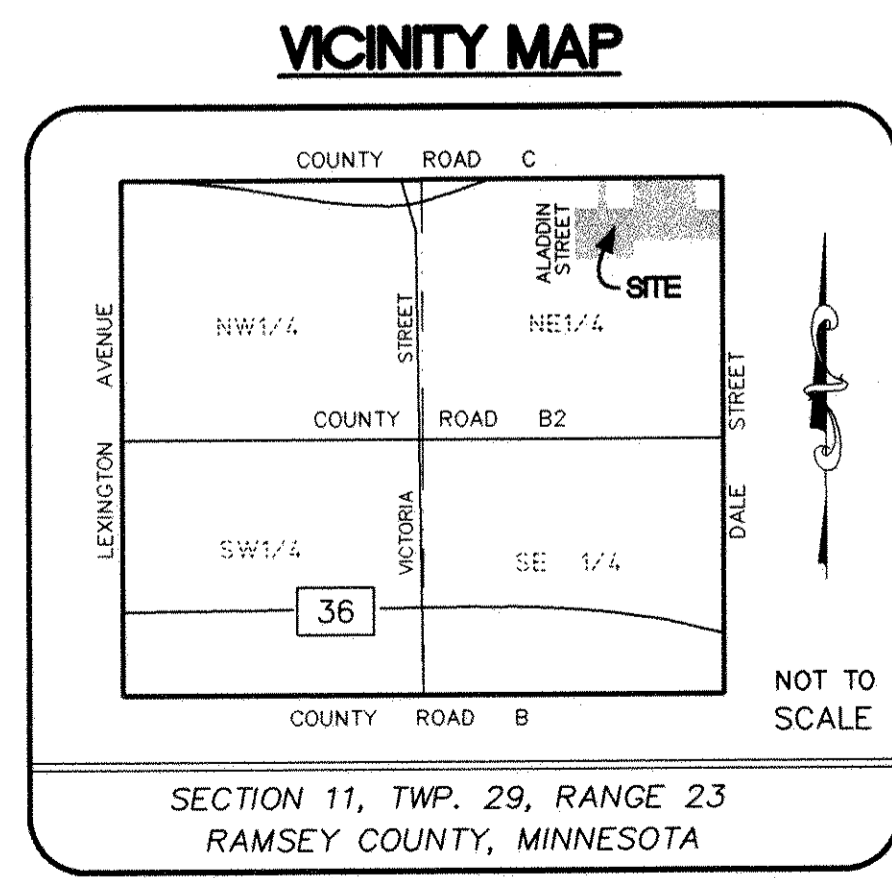 VICINITY MAP
COUNTY ROAD C
ALADDIN
STREET
SITE
LEXINGTON AVENUE
NW1/4
STREET
NE1/4
DALE STREET
COUNTY ROAD B2
SW1/4
VICTORIA
SE 1/4
36
COUNTY ROAD B
NOT TO
SCALE
SECTION 11, TWP. 29, RANGE 23
RAMSEY COUNTY, MINNESOTA